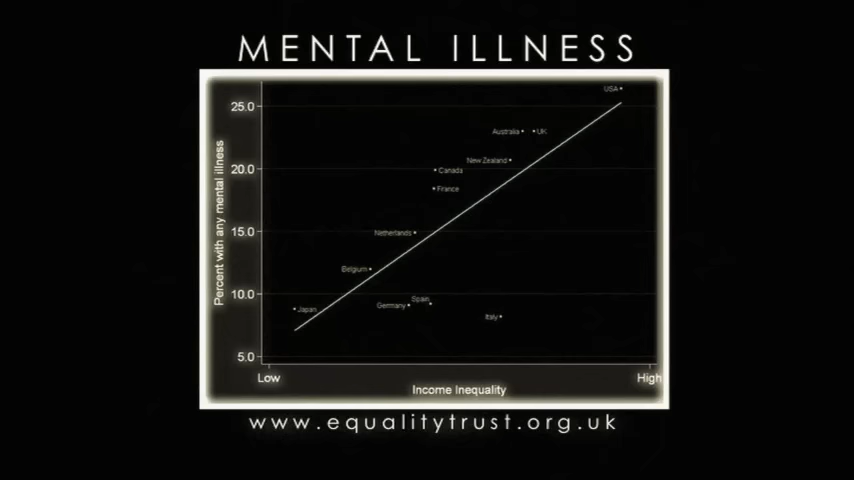 MENTAL ILLNESS
USA
25.0
Australia
UK
New Zealand
20.0
Canada
France
Percent with any mental illness
15.0
Netherlands
Belgium
10.0
Spain
Germany
Japan
Italy
5.0
Low
High
Income Inequality
www.equalitytrust.org.uk